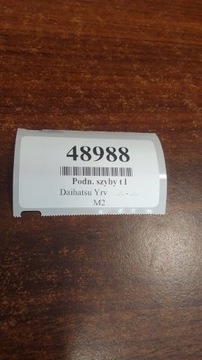 48988
Podn. szyby t l
Daihatsu Yrv
M2